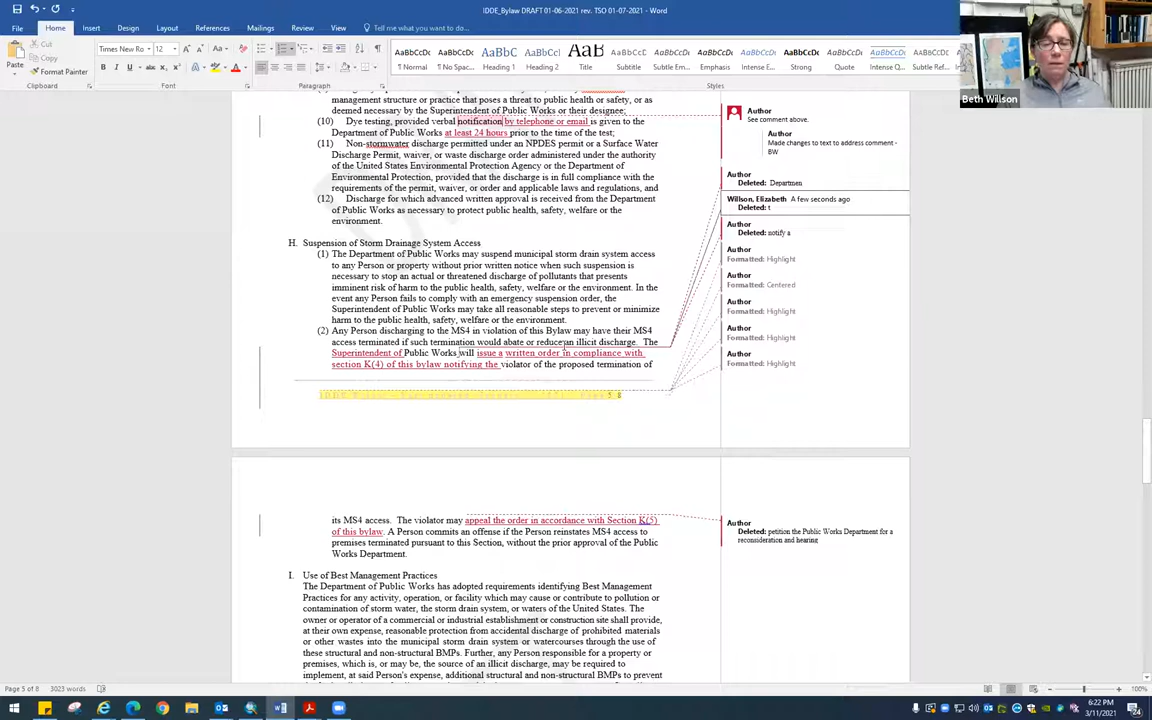 IDDE_Bylaw DRAFT 01-06-2021 rev. TSO 01-07-2021 - Word
File Home Insert Design Layout References Mailings Review View Tell me what you want to do
Cut
Copy
Format Painter
Paste
Clipboard
Times New Ro 12
Font
Paragraph
AaBbCcDc AaBbCcDc AaBbC AaBbCcI AaB AaBbCcD AaBbCcDc AaBbCcDc AaBbCcDc AaBbCcDc AaBbCcDc AaBbCcDc
¶ Normal ¶ No Spac... Heading 1 Heading 2 Title Subtitle Subtle Em... Emphasis Intense E... Strong Quote Intense Q... Subtle Ref...
Styles
Beth Willson
management structure or practice that poses a threat to public health or safety, or as
deemed necessary by the Superintendent of Public Works or their designee;
(10) Dye testing, provided verbal notification by telephone or email is given to the
Department of Public Works at least 24 hours prior to the time of the test;
(11) Non-stormwater discharge permitted under an NPDES permit or a Surface Water
Discharge Permit, waiver, or waste discharge order administered under the authority
of the United States Environmental Protection Agency or the Department of
Environmental Protection, provided that the discharge is in full compliance with the
requirements of the permit, waiver, or order and applicable laws and regulations, and
(12) Discharge for which advanced written approval is received from the Department
of Public Works as necessary to protect public health, safety, welfare or the
environment.
H. Suspension of Storm Drainage System Access
(1) The Department of Public Works may suspend municipal storm drain system access
to any Person or property without prior written notice when such suspension is
necessary to stop an actual or threatened discharge of pollutants that presents
imminent risk of harm to the public health, safety, welfare or the environment. In the
event any Person fails to comply with an emergency suspension order, the
Superintendent of Public Works may take all reasonable steps to prevent or minimize
harm to the public health, safety, welfare or the environment.
(2) Any Person discharging to the MS4 in violation of this Bylaw may have their MS4
access terminated if such termination would abate or reduce an illicit discharge. The
Superintendent of Public Works will issue a written order in compliance with
section K(4) of this bylaw notifying the violator of the proposed termination of
its MS4 access. The violator may appeal the order in accordance with Section K(5)
of this bylaw. A Person commits an offense if the Person reinstates MS4 access to
premises terminated pursuant to this Section, without the prior approval of the Public
Works Department.
I. Use of Best Management Practices
The Department of Public Works has adopted requirements identifying Best Management
Practices for any activity, operation, or facility which may cause or contribute to pollution or
contamination of storm water, the storm drain system, or waters of the United States. The
owner or operator of a commercial or industrial establishment or construction site shall provide,
at their own expense, reasonable protection from accidental discharge of prohibited materials
or other wastes into the municipal storm drain system or watercourses through the use of
these structural and non-structural BMPs. Further, any Person responsible for a property or
premises, which is, or may be, the source of an illicit discharge, may be required to
implement, at said Person's expense, additional structural and non-structural BMPs to prevent
Author
See comment above.
Author
Made changes to text to address comment -
BW
Author
Deleted: Departmen
Willson, Elizabeth A few seconds ago
Deleted: t
Author
Deleted: notify a
Author
Formatted: Highlight
Author
Formatted: Centered
Author
Formatted: Highlight
Author
Formatted: Highlight
Author
Formatted: Highlight
Author
Deleted: petition the Public Works Department for a
reconsideration and hearing
Page 5 of 8 3023 words
100%
6:22 PM
3/11/2021